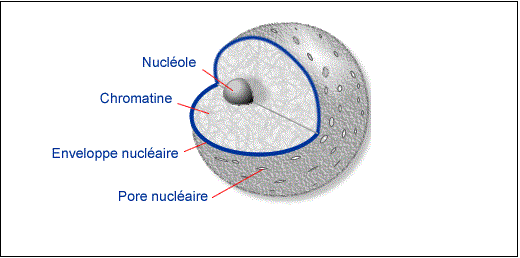 Nucléole
Chromatine
Enveloppe nucléaire
Pore nucléaire